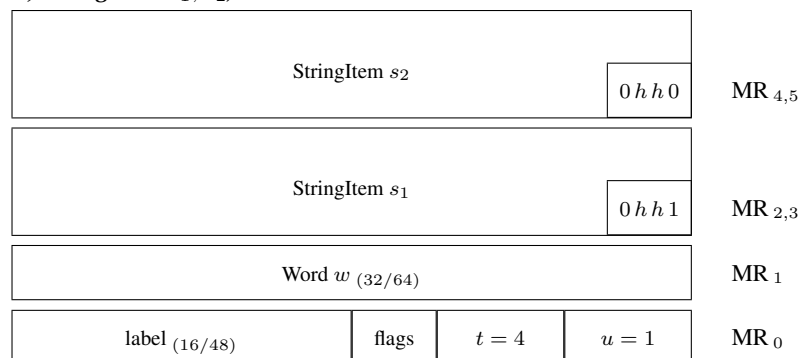 StringItem s2
0 h h 0
MR 4,5
StringItem s1
0 h h 1
MR 2,3
Word w (32/64)
MR 1
label (16/48) flags t = 4 u = 1 MR 0